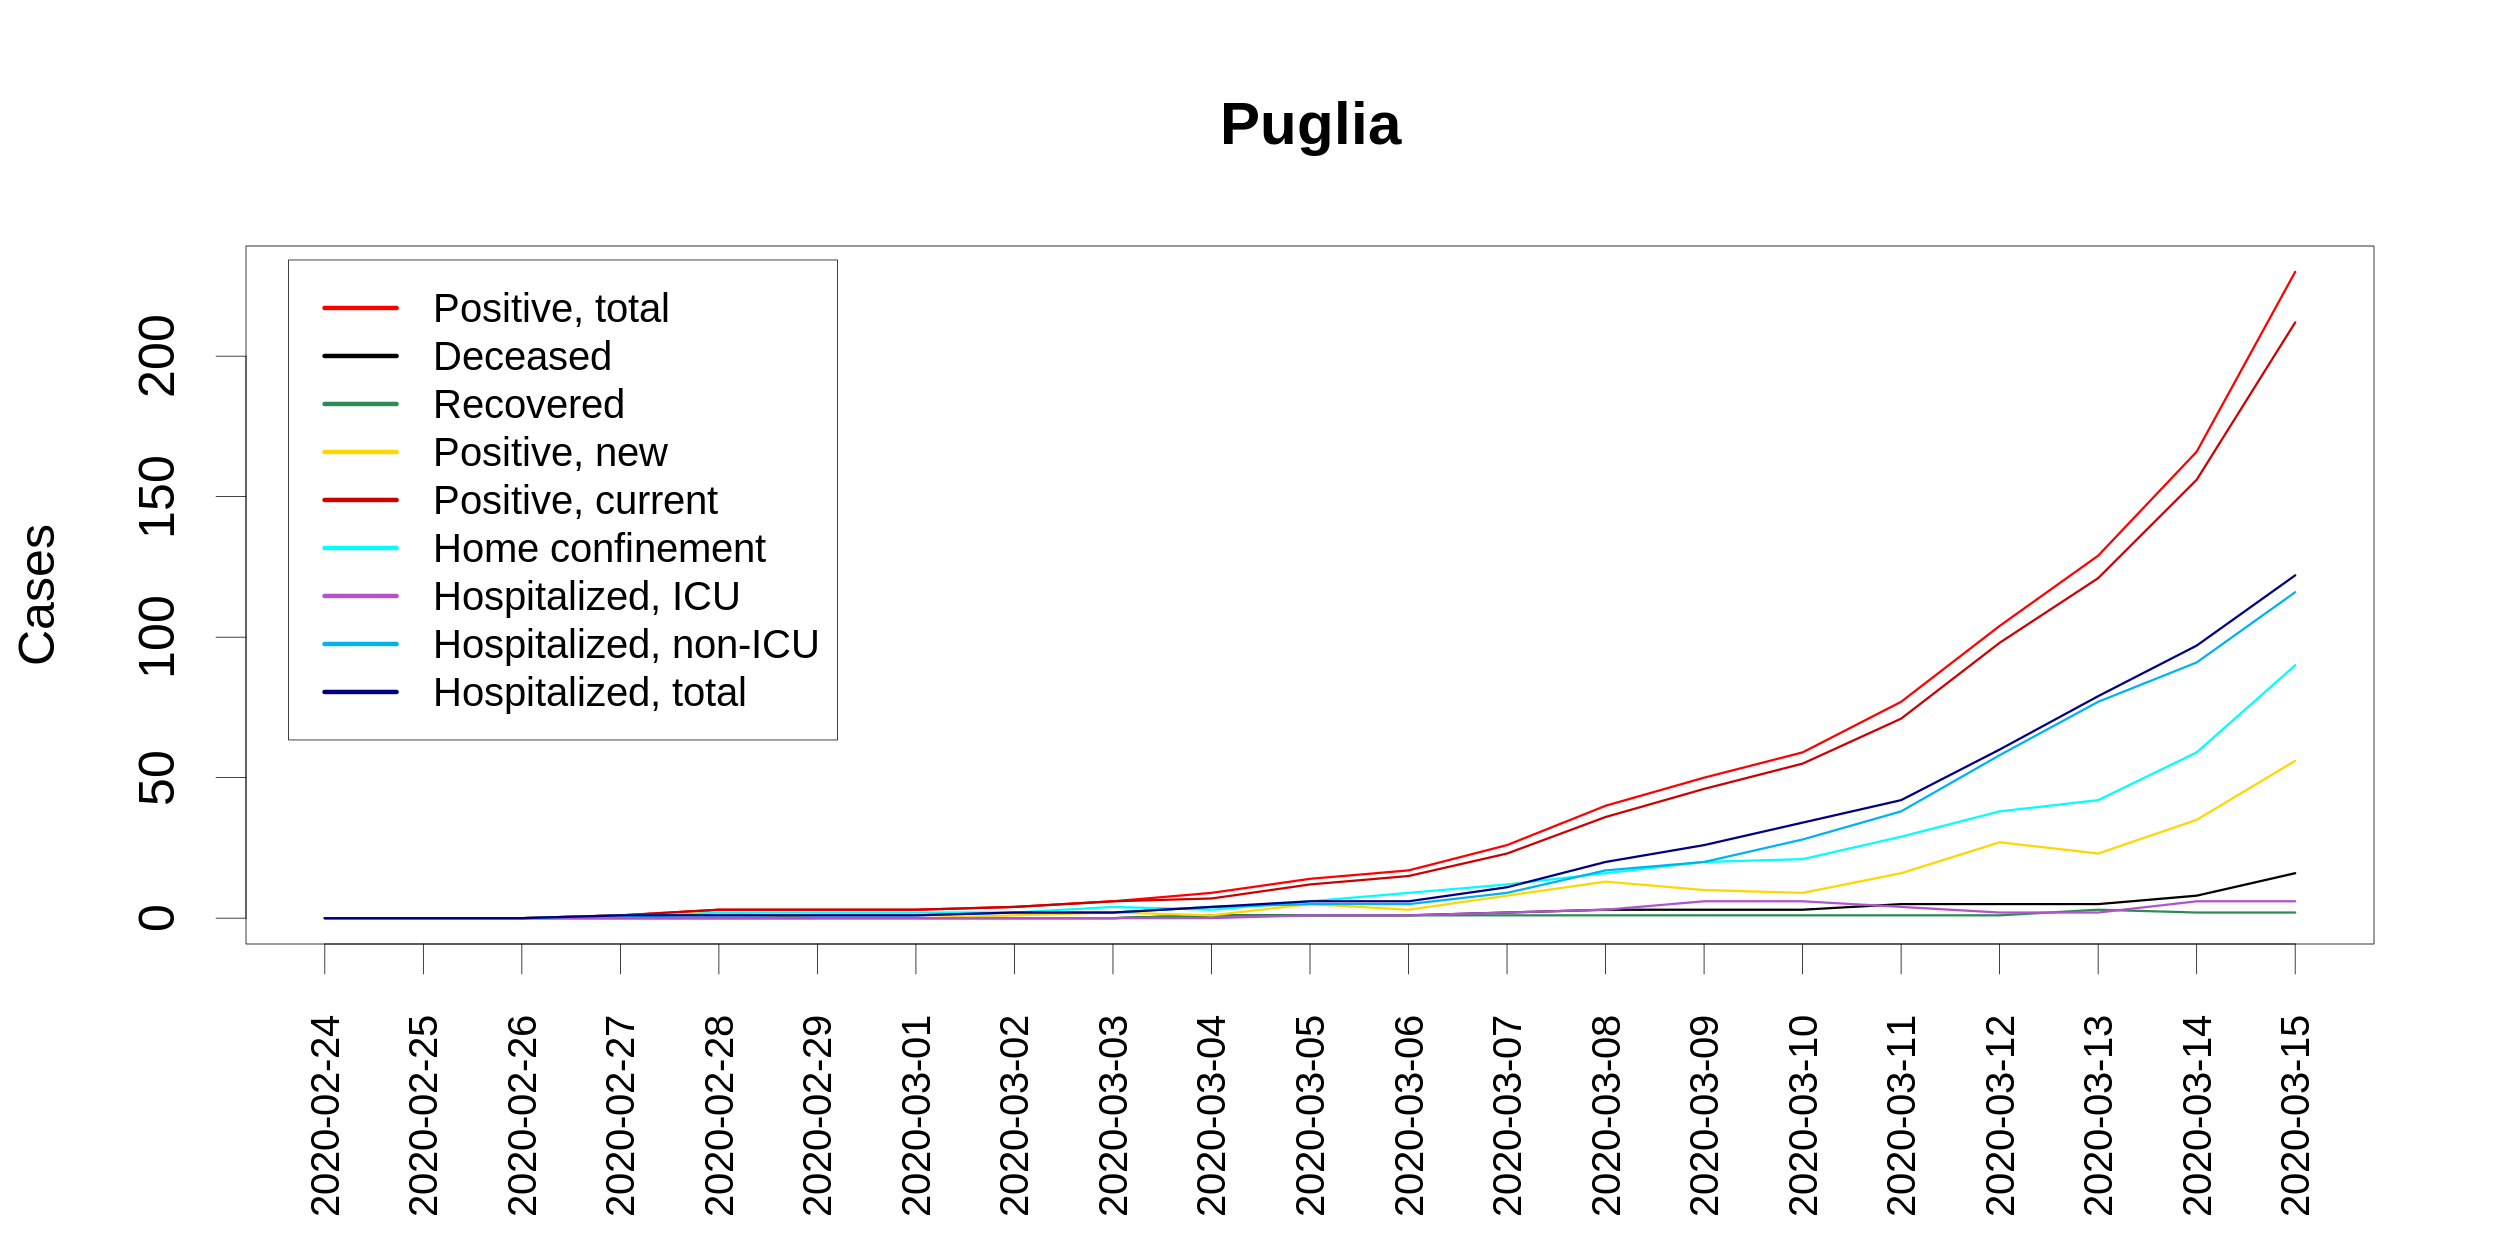 Puglia
Cases
200
150
100
50
0
Positive, total
Deceased
Recovered
Positive, new
Positive, current
Home confinement
Hospitalized, ICU
Hospitalized, non-ICU
Hospitalized, total
2020-02-24
2020-02-25
2020-02-26
2020-02-27
2020-02-28
2020-02-29
2020-03-01
2020-03-02
2020-03-03
2020-03-04
2020-03-05
2020-03-06
2020-03-07
2020-03-08
2020-03-09
2020-03-10
2020-03-11
2020-03-12
2020-03-13
2020-03-14
2020-03-15